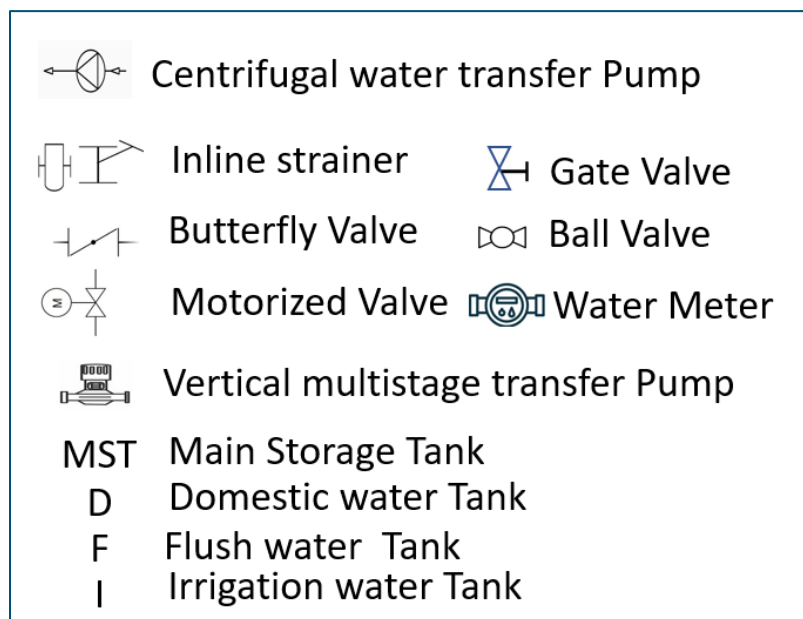 Centrifugal water transfer Pump
Inline strainer
Gate Valve
Butterfly Valve
Ball Valve
M
Motorized Valve
Water Meter
Vertical multistage transfer Pump
MST Main Storage Tank
D Domestic water Tank
F Flush water Tank
I Irrigation water Tank